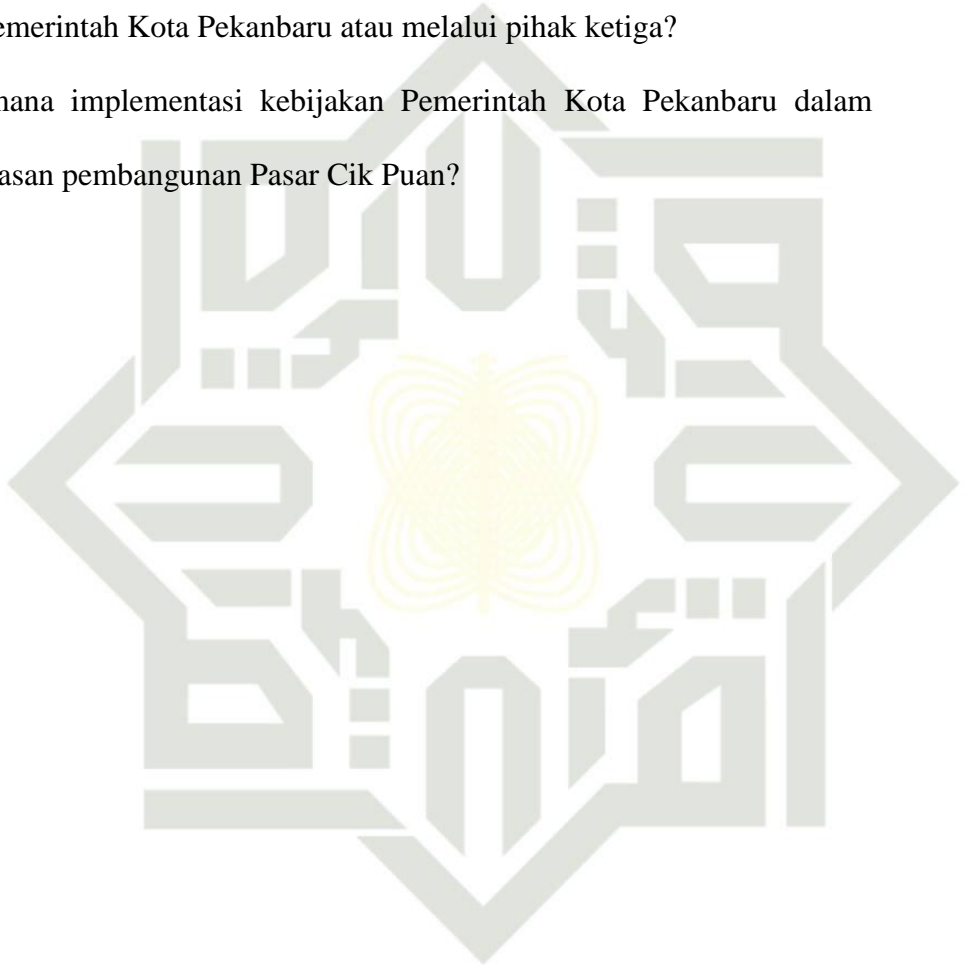 emerintah Kota Pekanbaru atau melalui pihak ketiga?
nana implementasi kebijakan Pemerintah Kota Pekanbaru dalam
asan pembangunan Pasar Cik Puan?